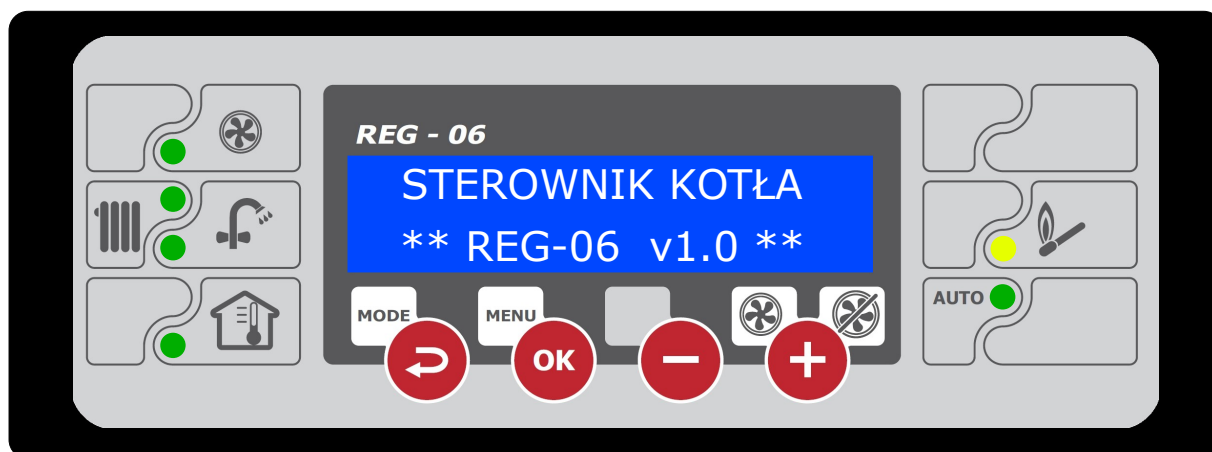 REG - 06
STEROWNIK KOTŁA
** REG-06 v1.0 **
MODE
MENU
OK
AUTO